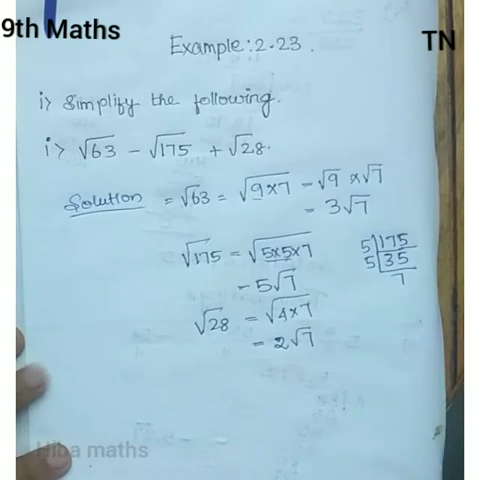 9th Maths
TN
Example: 2.23.
i> Simplify the following.
i> √63 - √175 + √28.
Solution = √63 = √9×7 = √9 × √7
= 3√7
√175 = √5×5×7
= 5√7
5|175
5|35
7
√28 = √4×7
= 2√7
Hiba maths